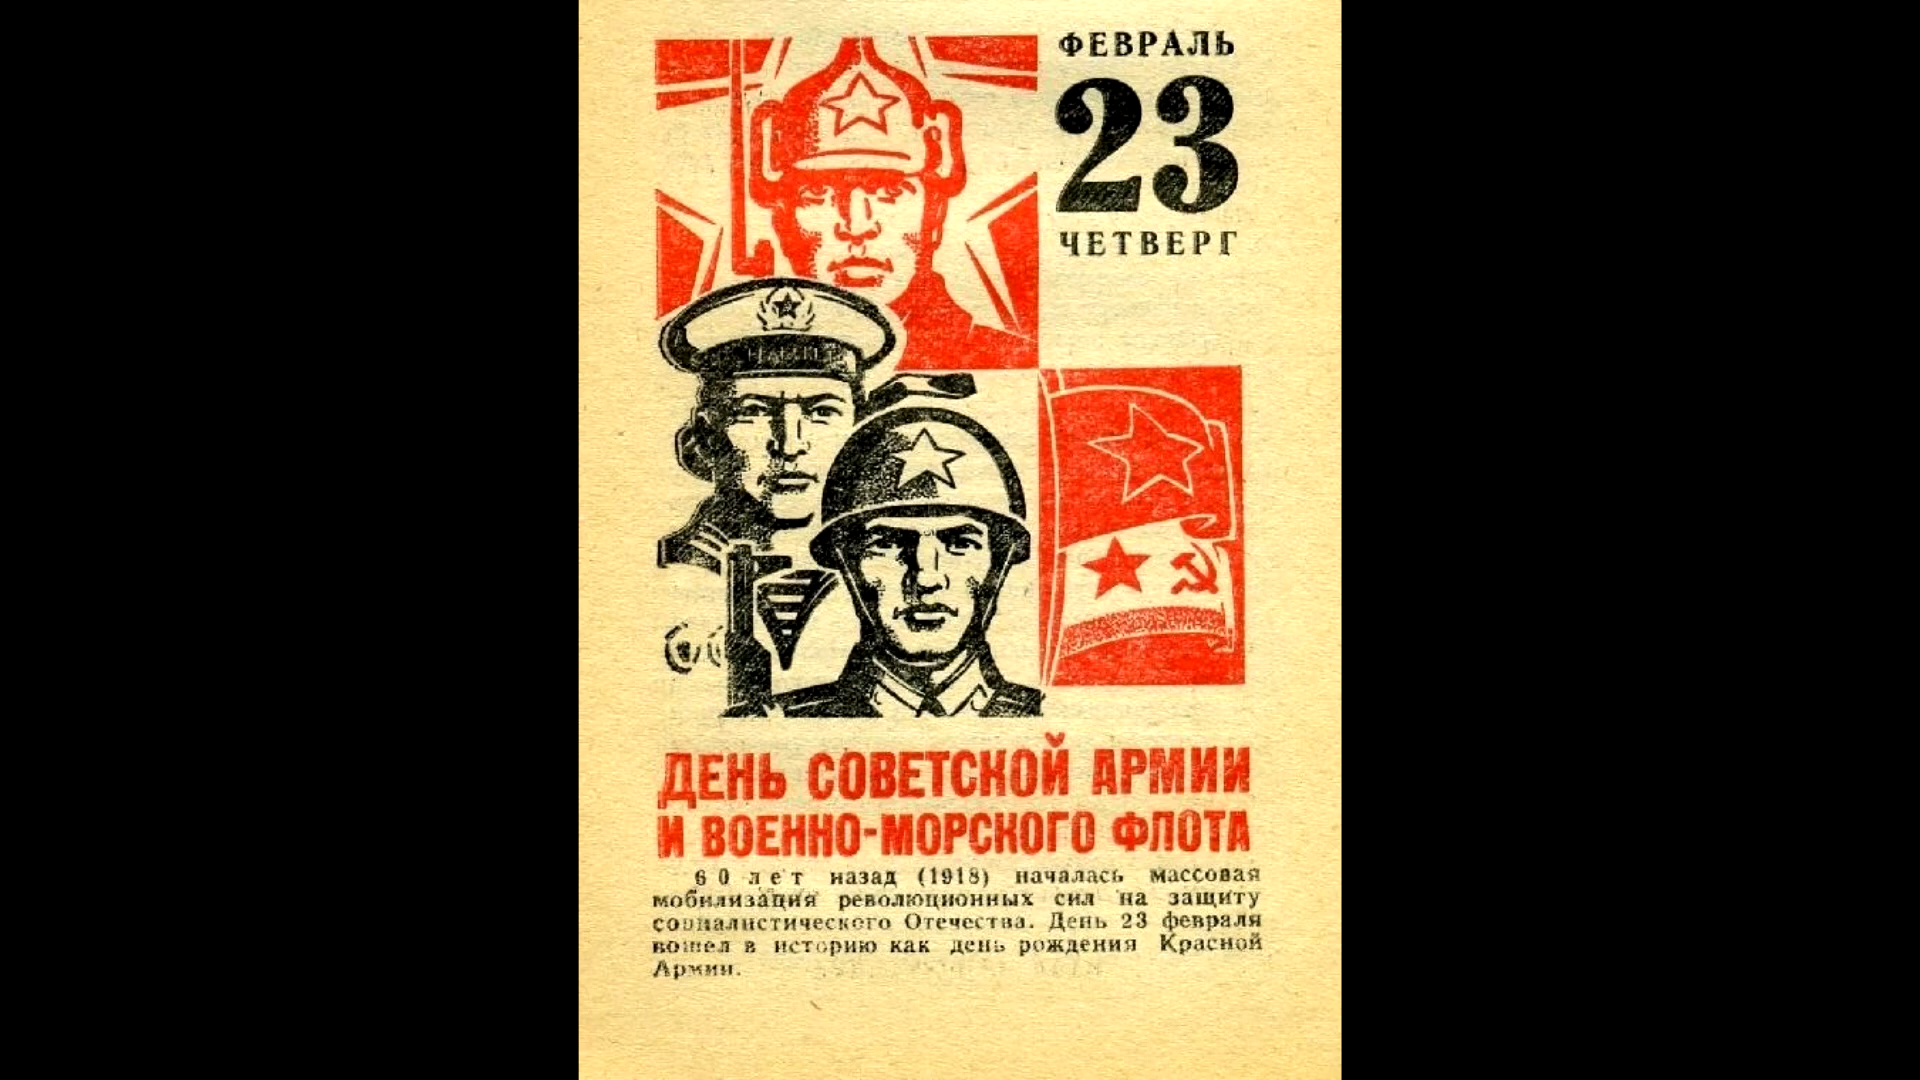 ФЕВРАЛЬ
23
ЧЕТВЕРГ
ДЕНЬ СОВЕТСКОЙ АРМИИ
И ВОЕННО-МОРСКОГО ФЛОТА
60 лет назад (1918) началась массовая
мобилизация революционных сил на защиту
социалистического Отечества. День 23 февраля
вошел в историю как день рождения Красной
Армии.